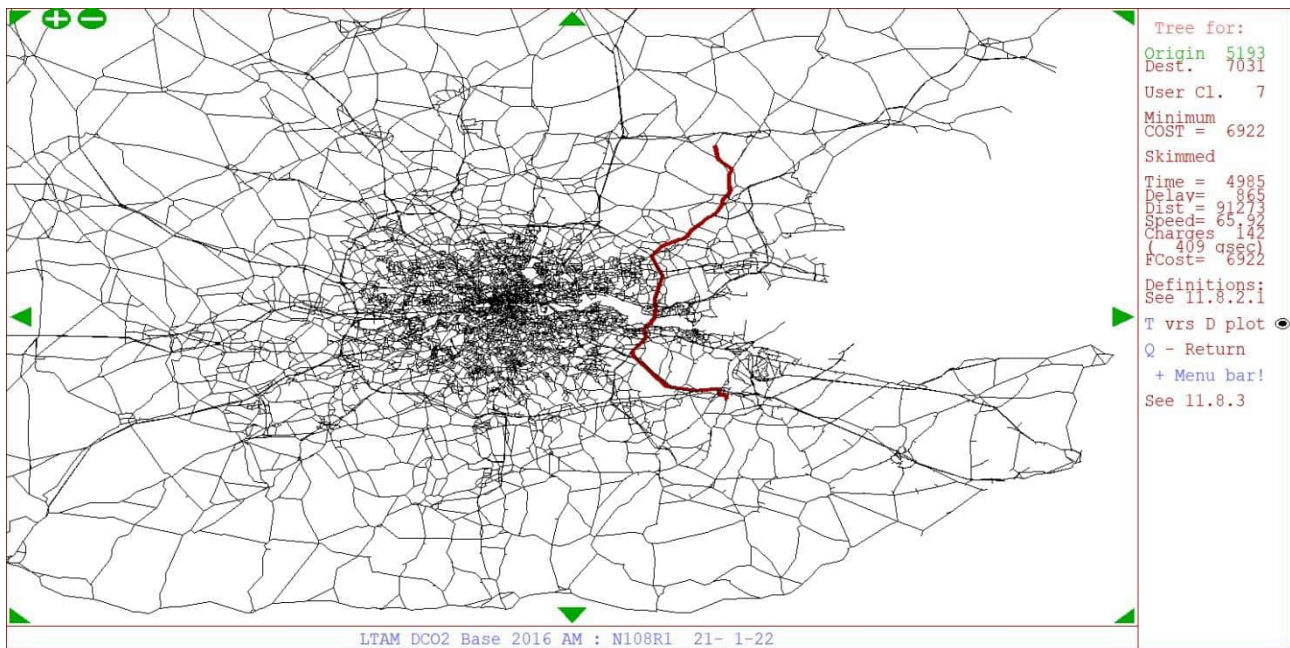 Tree for:
Origin 5193
Dest. 7031
User Cl. 7
Minimum
COST = 6922
Skimmed
Time = 4985
Delay= 865
Dist = 91273
Speed= 65.92
Charges 142
( 409 qsec)
FCost= 6922
Definitions:
See 11.8.2.1
T vrs D plot
Q - Return
+ Menu bar!
See 11.8.3
LTAM DCO2 Base 2016 AM : N108R1 21- 1-22